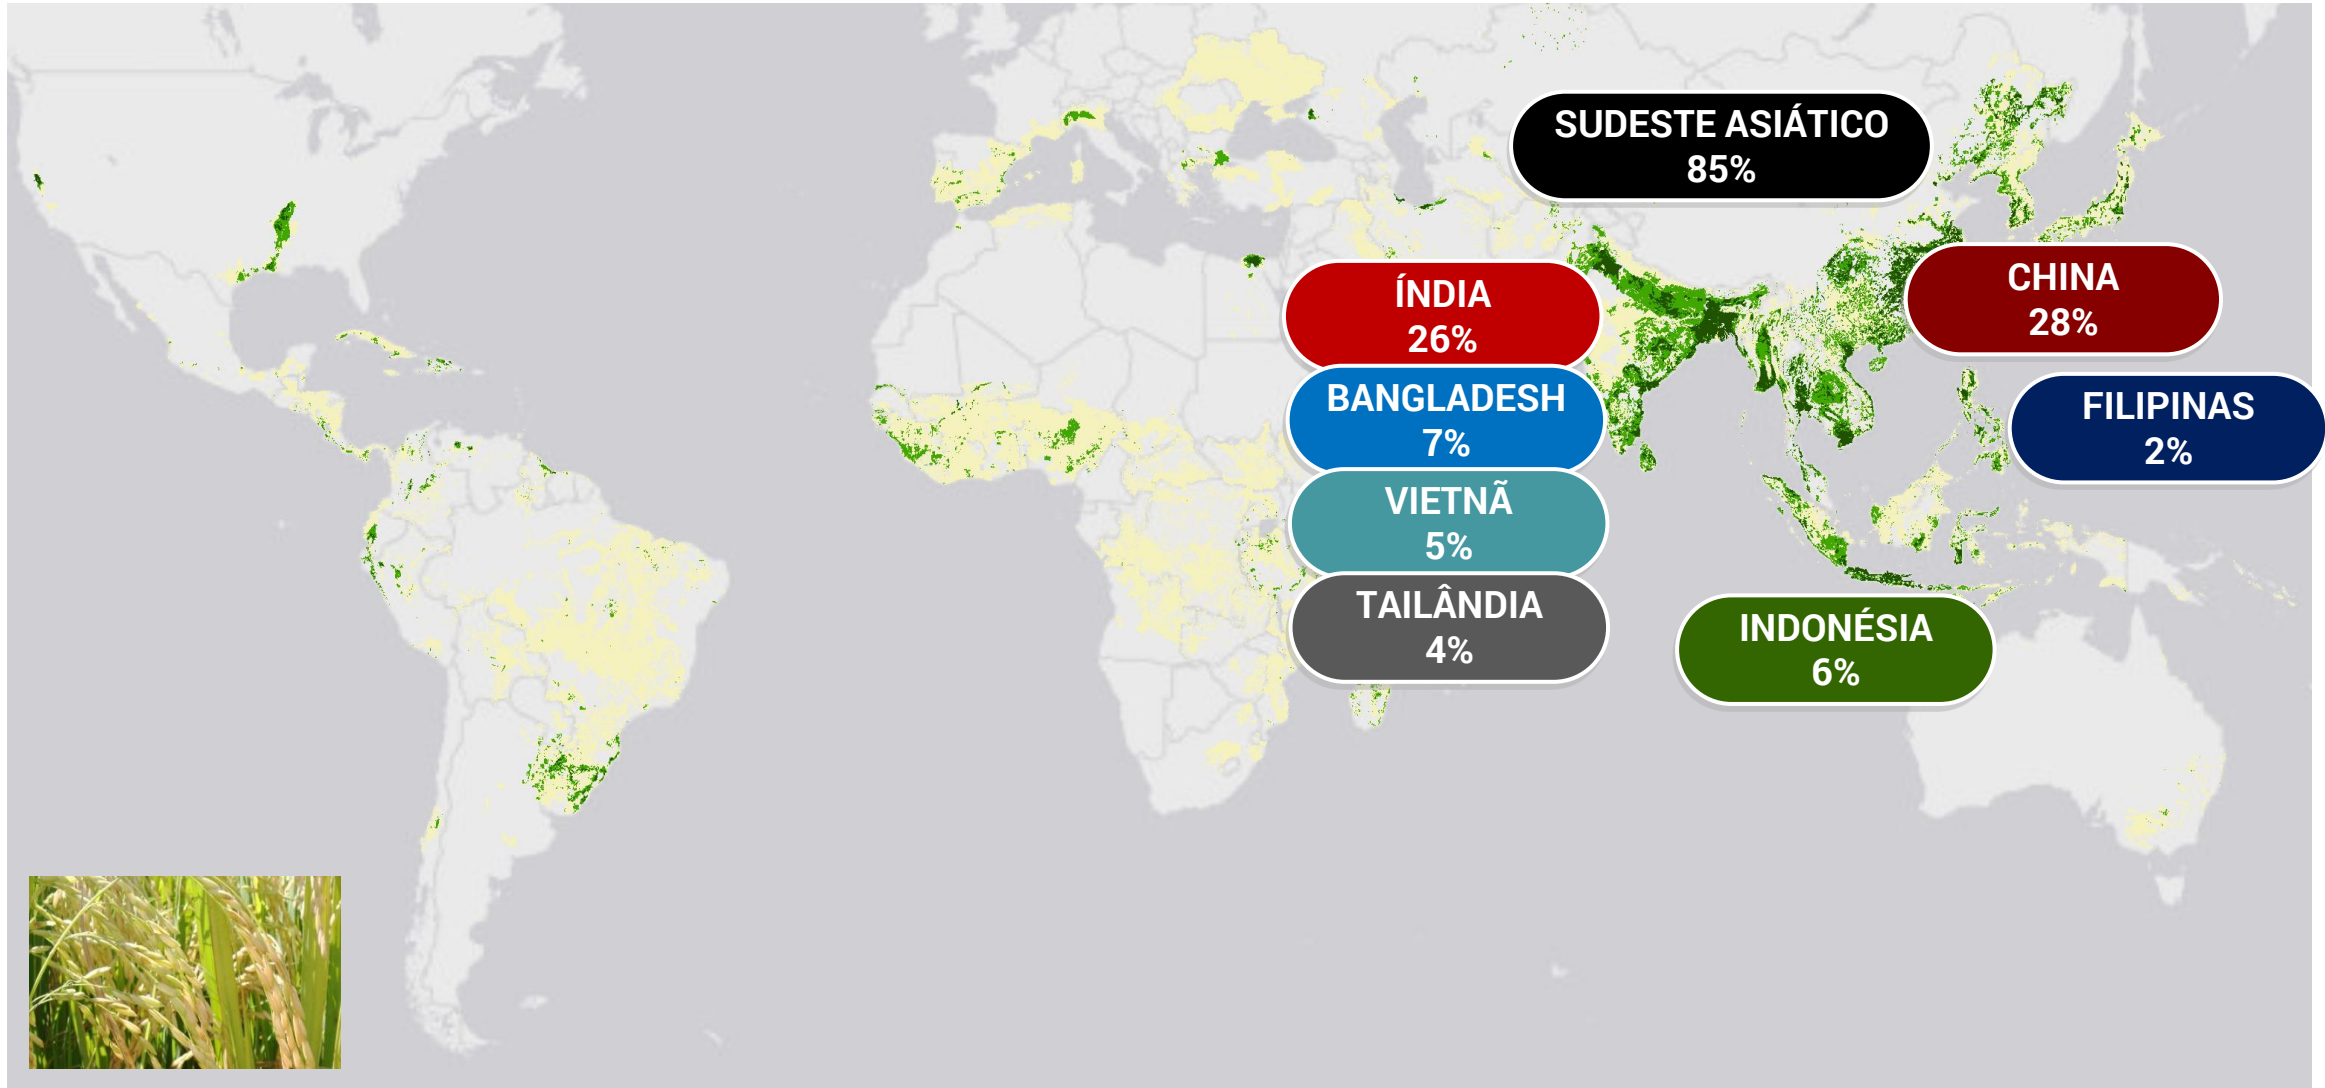 SUDESTE ASIÁTICO
85%
ÍNDIA
26%
CHINA
28%
BANGLADESH
7%
FILIPINAS
2%
VIETNÃ
5%
TAILÂNDIA
4%
INDONÉSIA
6%